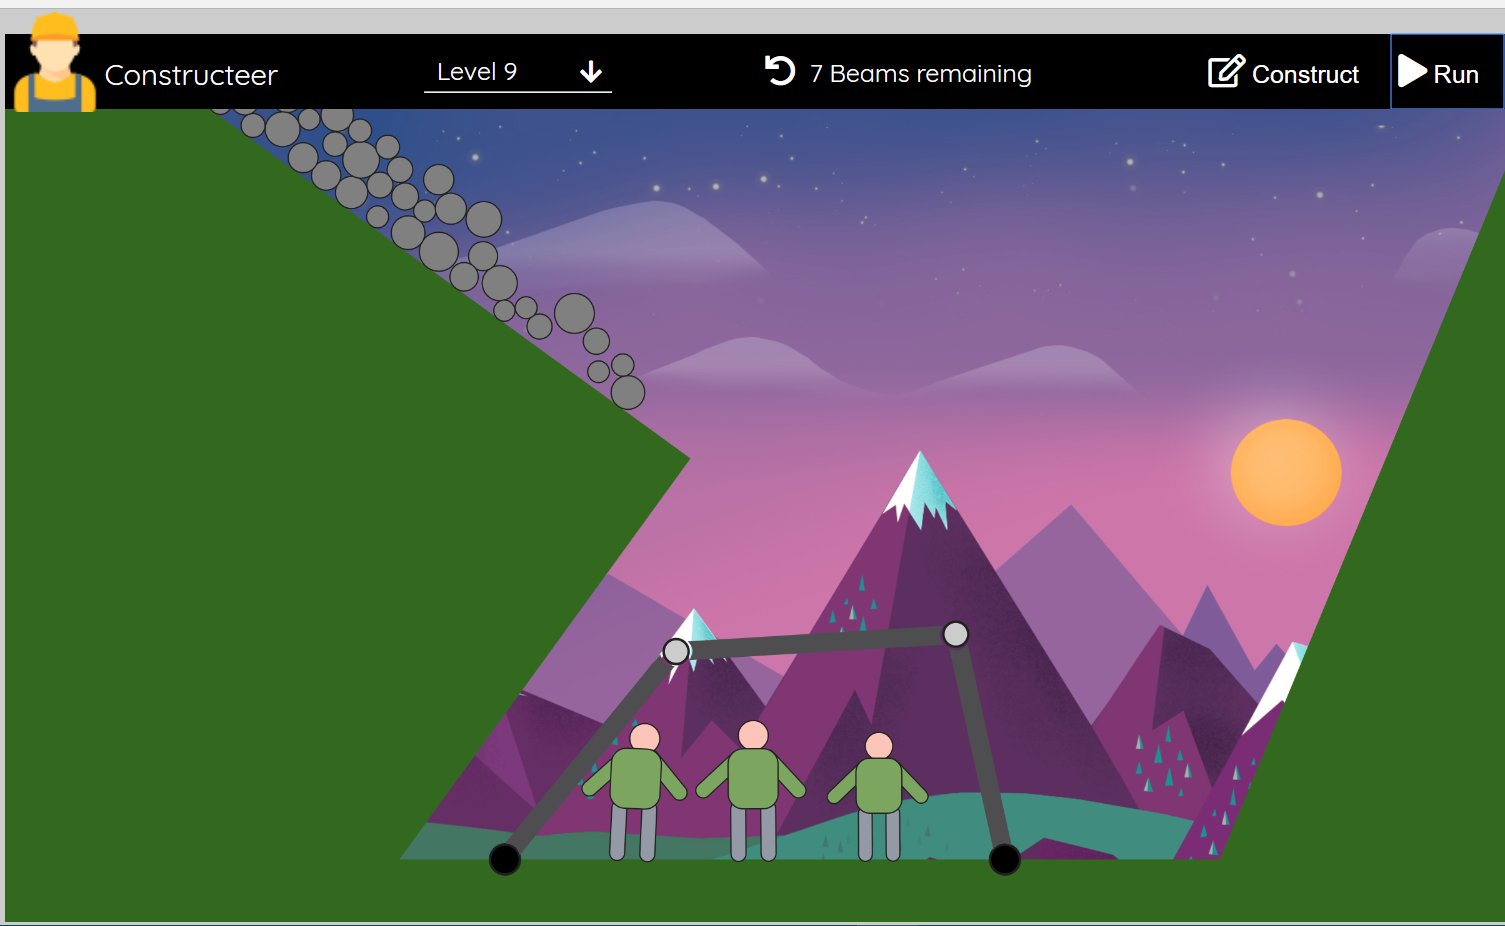 Constructeer
Level 9
7 Beams remaining
Construct
Run